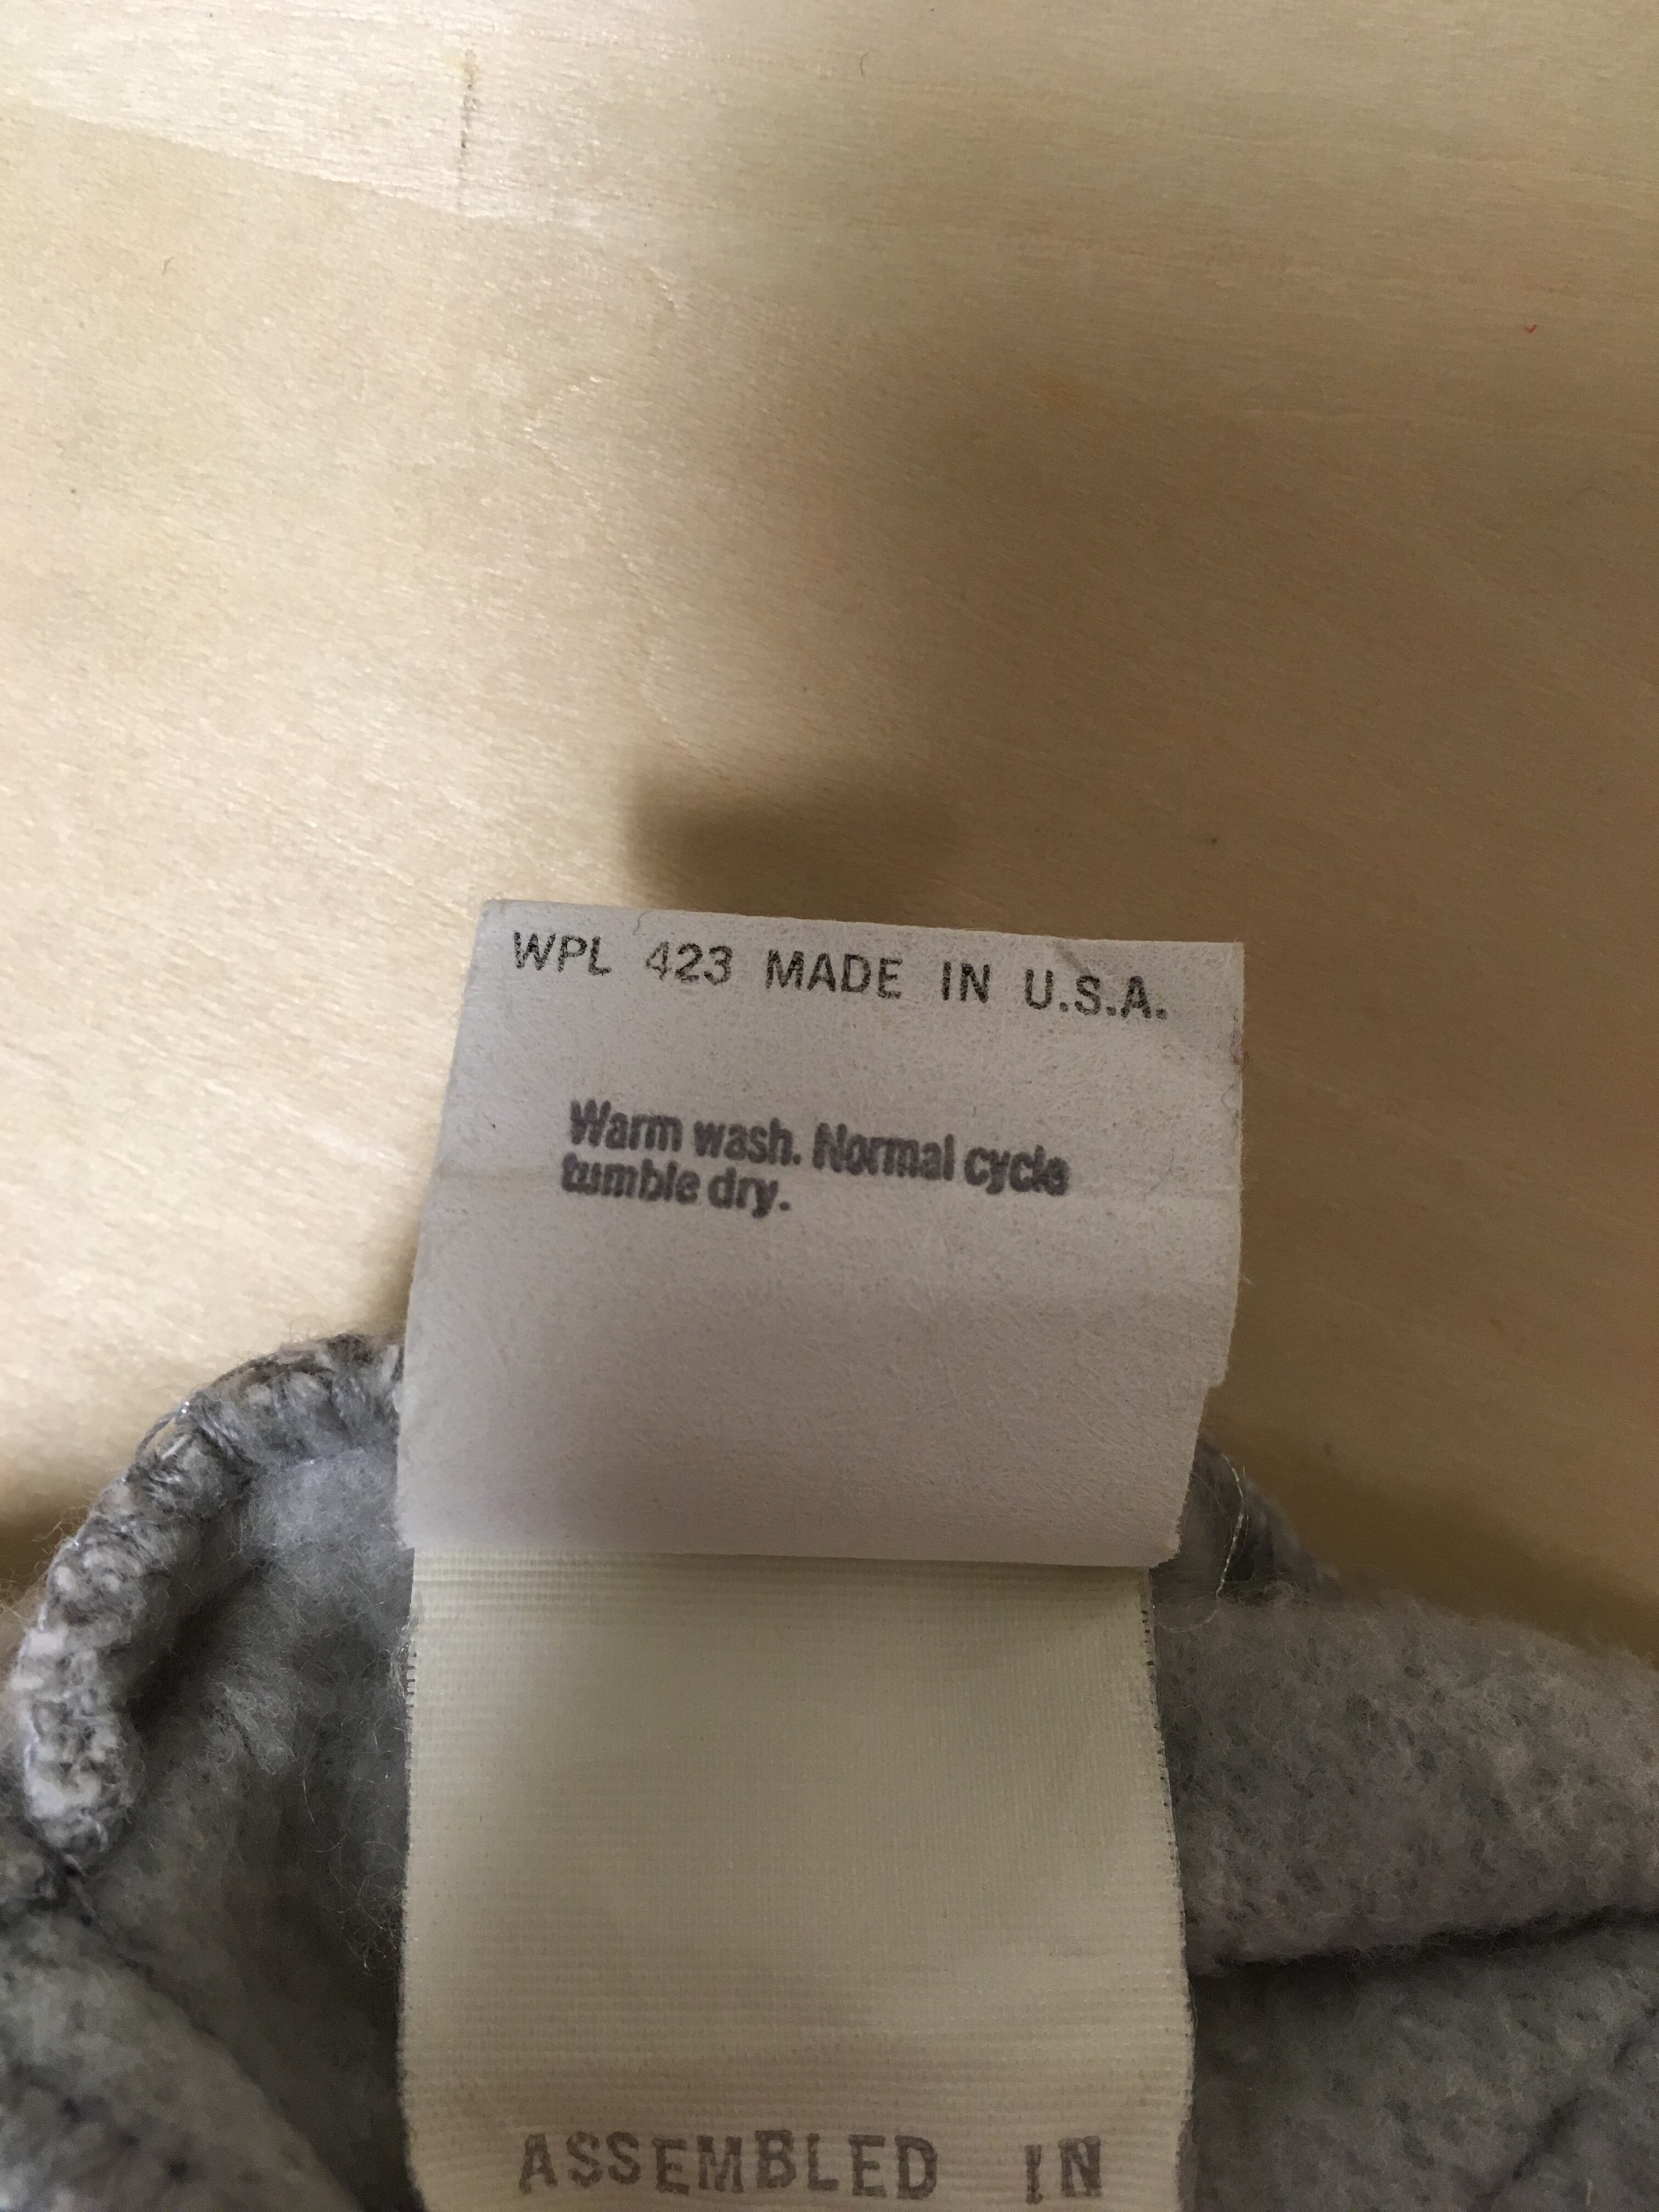 WPL 423 MADE IN U.S.A.
Warm wash. Normal cycle
tumble dry.
ASSEMBLED IN